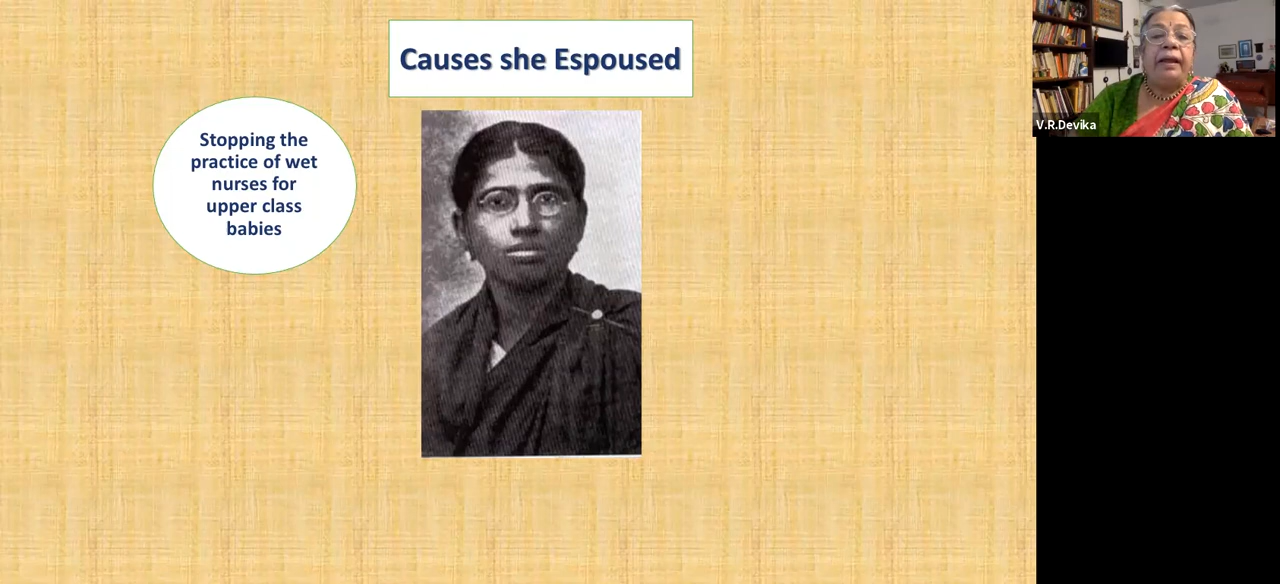 Causes she Espoused
Stopping the
practice of wet
nurses for
upper class
babies
V.R.Devika